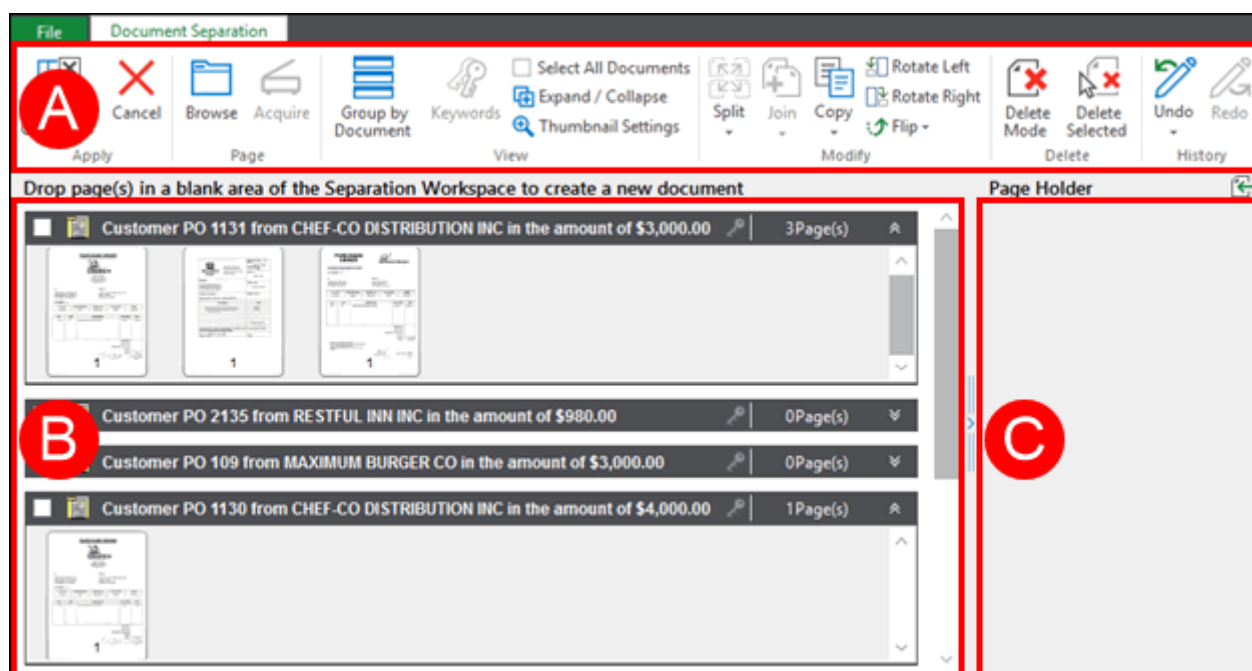 File Document Separation
A
Cancel
Browse Acquire
Group by Document
Keywords
Select All Documents
Expand / Collapse
Thumbnail Settings
Split
Join
Copy
Rotate Left
Rotate Right
Flip
Delete Mode
Delete Selected
Undo
Redo
Apply Page View Modify Delete History
Drop page(s) in a blank area of the Separation Workspace to create a new document
Page Holder
Customer PO 1131 from CHEF-CO DISTRIBUTION INC in the amount of $3,000.00 3Page(s)
1 1 1
B
Customer PO 2135 from RESTFUL INN INC in the amount of $980.00 0Page(s)
Customer PO 109 from MAXIMUM BURGER CO in the amount of $3,000.00 0Page(s)
C
Customer PO 1130 from CHEF-CO DISTRIBUTION INC in the amount of $4,000.00 1Page(s)
1